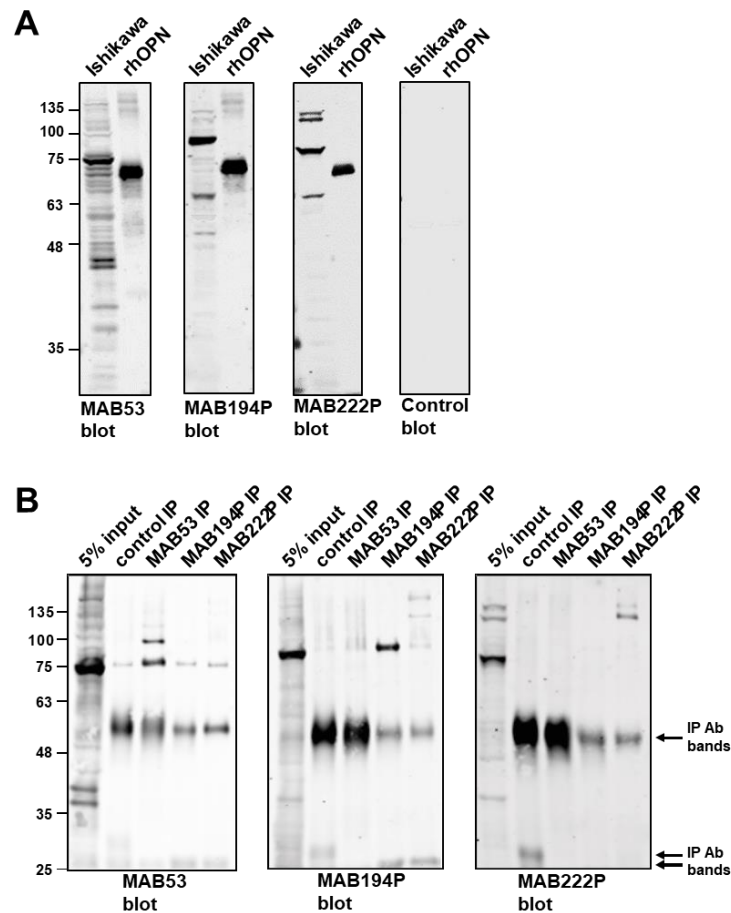 A
Ishikawa
rhOPN
Ishikawa
rhOPN
Ishikawa
rhOPN
Ishikawa
rhOPN
135
100
75
63
48
35
MAB53
blot
MAB194P
blot
MAB222P
blot
Control
blot
B
5% input
control IP
MAB53 IP
MAB194P IP
MAB222P IP
5% input
control IP
MAB53 IP
MAB194P IP
MAB222P IP
5% input
control IP
MAB53 IP
MAB194P IP
MAB222P IP
135
100
75
63
48
35
25
IP Ab
bands
IP Ab
bands
MAB53
blot
MAB194P
blot
MAB222P
blot